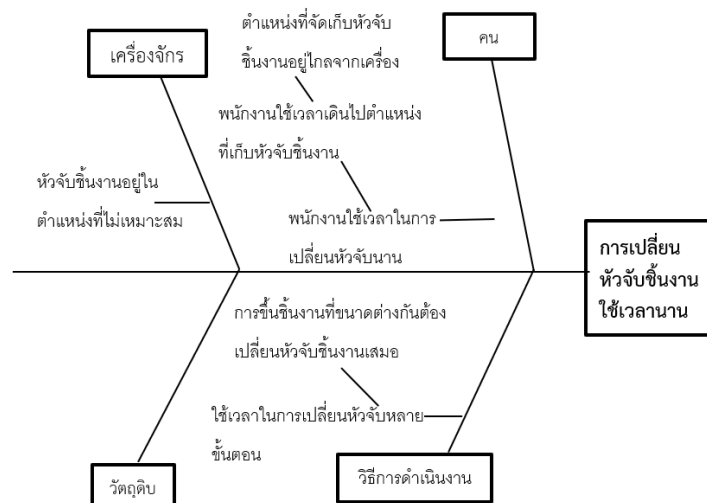 ตำแหน่งที่จัดเก็บหัวจับ
ชิ้นงานอยู่ไกลจากเครื่อง
คน
เครื่องจักร
พนักงานใช้เวลาเดินไปตำแหน่ง
ที่เก็บหัวจับชิ้นงาน
หัวจับชิ้นงานอยู่ใน
ตำแหน่งที่ไม่เหมาะสม
พนักงานใช้เวลาในการ
เปลี่ยนหัวจับนาน
การเปลี่ยน
หัวจับชิ้นงาน
ใช้เวลานาน
การขึ้นชิ้นงานที่ขนาดต่างกันต้อง
เปลี่ยนหัวจับชิ้นงานเสมอ
ใช้เวลาในการเปลี่ยนหัวจับหลาย
ขั้นตอน
วัตถุดิบ
วิธีการดำเนินงาน